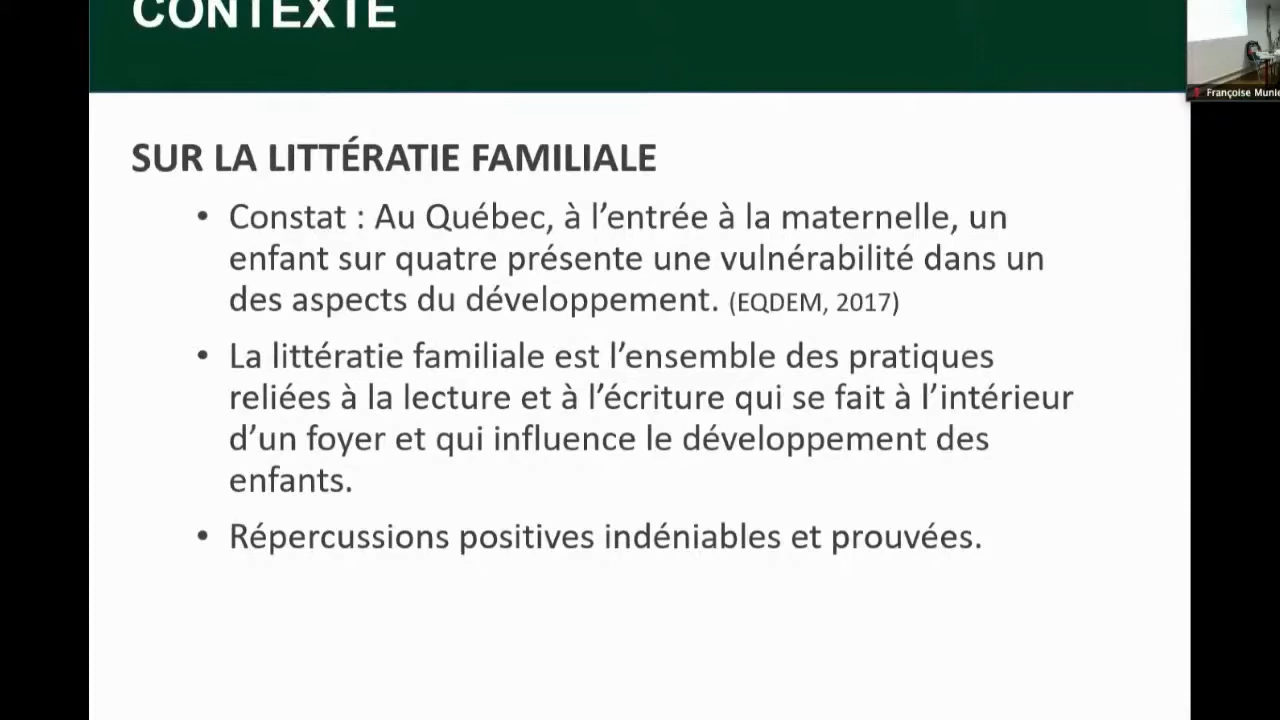 CONTEXTE
Françoise
SUR LA LITTÉRATIE FAMILIALE
• Constat : Au Québec, à l’entrée à la maternelle, un
enfant sur quatre présente une vulnérabilité dans un
des aspects du développement. (EQDEM, 2017)
• La littératie familiale est l’ensemble des pratiques
reliées à la lecture et à l’écriture qui se fait à l’intérieur
d’un foyer et qui influence le développement des
enfants.
• Répercussions positives indéniables et prouvées.